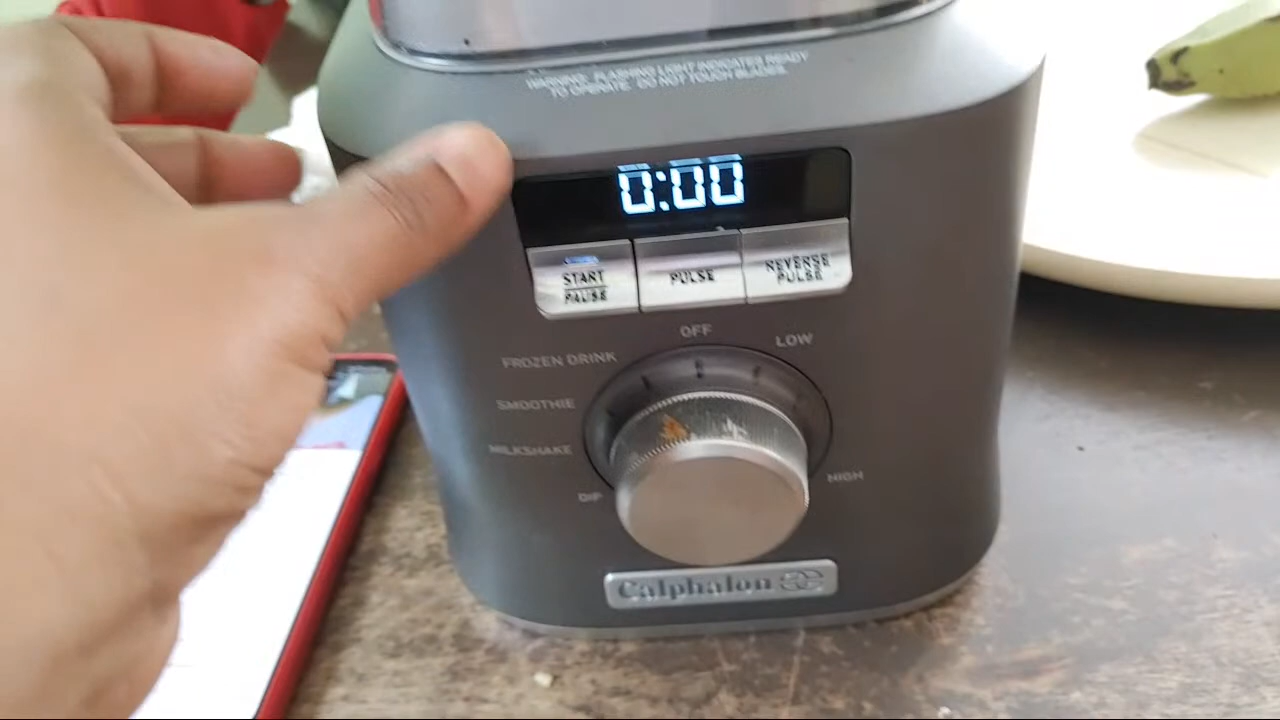 WARNING: FLASHING LIGHT INDICATES READY
TO OPERATE. DO NOT TOUCH BLADES.
0:00
START
PAUSE
PULSE
REVERSE
PULSE
OFF
LOW
FROZEN DRINK
SMOOTHIE
MILKSHAKE
DIP
HIGH
Calphalon